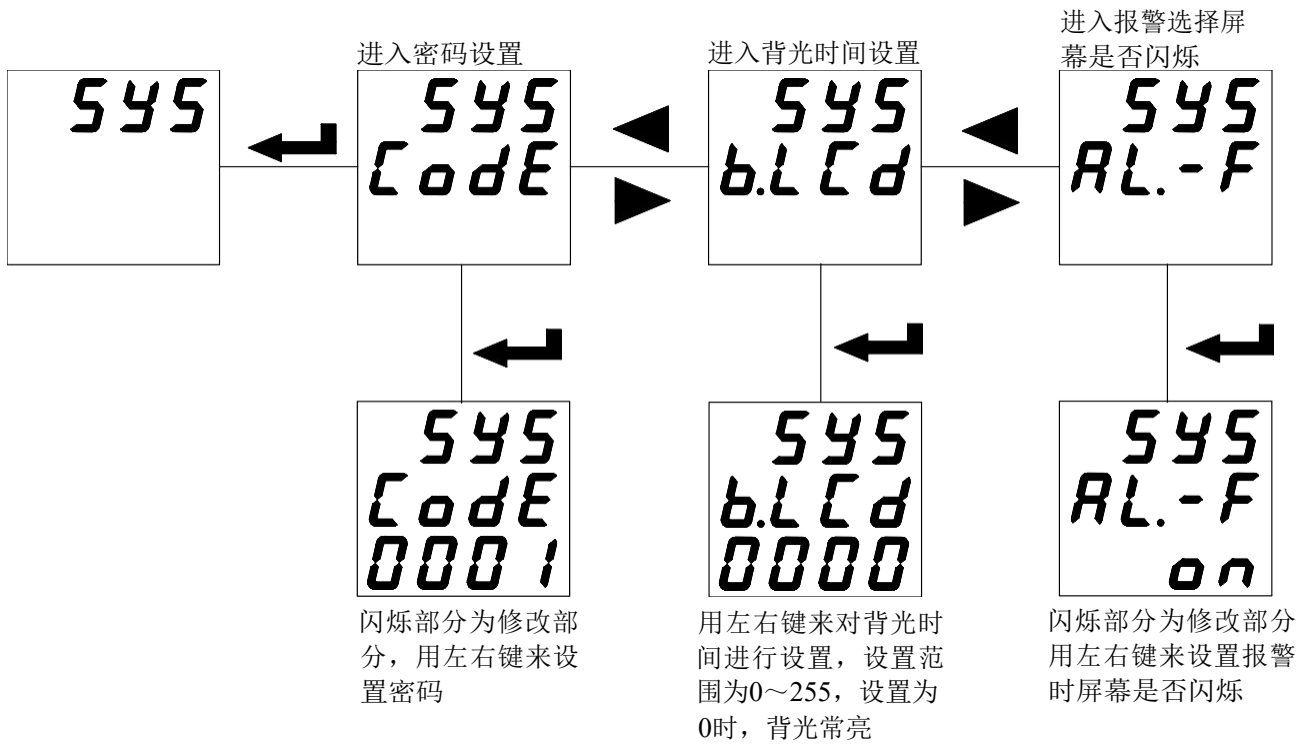 进入密码设置
进入背光时间设置
进入报警选择屏
幕是否闪烁
SYS
SYS
CodE
SYS
b.LCd
SYS
AL.-F
SYS
CodE
0001
SYS
b.LCd
0000
SYS
AL.-F
on
闪烁部分为修改部
分，用左右键来设
置密码
用左右键来对背光时
间进行设置，设置范
围为0～255，设置为
0时，背光常亮
闪烁部分为修改部分
用左右键来设置报警
时屏幕是否闪烁